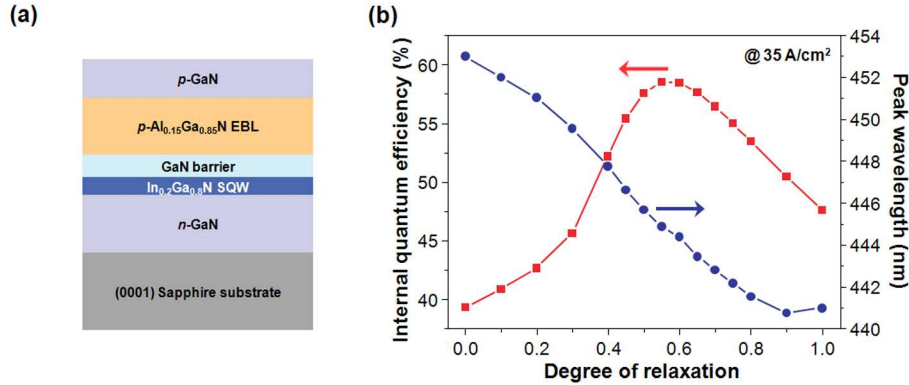 (a)
p-GaN
p-Al0.15Ga0.85N EBL
GaN barrier
In0.2Ga0.8N SQW
n-GaN
(0001) Sapphire substrate
(b)
@ 35 A/cm²
Internal quantum efficiency (%)
60
55
50
45
40
Peak wavelength (nm)
454
452
450
448
446
444
442
440
0.0 0.2 0.4 0.6 0.8 1.0
Degree of relaxation